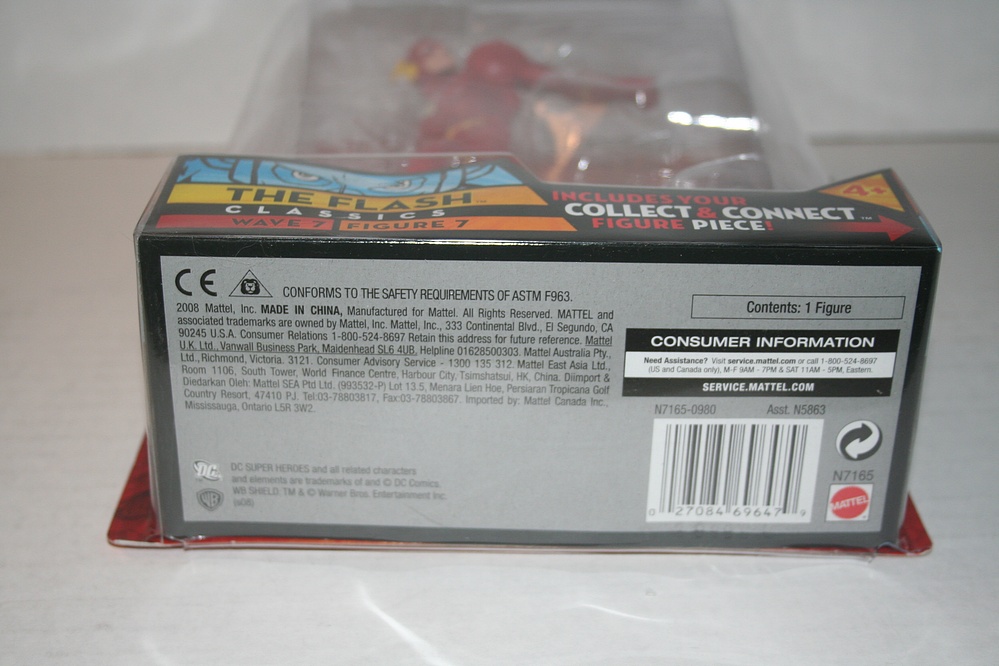 THE FLASH™
CLASSICS
WAVE 7 FIGURE 7
INCLUDES YOUR
COLLECT & CONNECT™
FIGURE PIECE!
4+
CE
CONFORMS TO THE SAFETY REQUIREMENTS OF ASTM F963.
2008 Mattel, Inc. MADE IN CHINA, Manufactured for Mattel. All Rights Reserved. MATTEL and
associated trademarks are owned by Mattel, Inc. Mattel, Inc., 333 Continental Blvd., El Segundo, CA
90245 U.S.A. Consumer Relations 1-800-524-8697 Retain this address for future reference. Mattel
U.K. Ltd., Vanwall Business Park, Maidenhead SL6 4UB, Helpline 01628500303. Mattel Australia Pty.,
Ltd., Richmond, Victoria. 3121. Consumer Advisory Service - 1300 135 312. Mattel East Asia Ltd.,
Room 1106, South Tower, World Finance Centre, Harbour City, Tsimshatsui, HK, China. Diimport &
Diedarkan Oleh: Mattel SEA Ptd Ltd. (993532-P) Lot 13.5, Menara Lien Hoe, Persiaran Tropicana Golf
Country Resort, 47410 PJ. Tel:03-78803817, Fax:03-78803867. Imported by: Mattel Canada Inc.,
Mississauga, Ontario L5R 3W2.
DC
DC SUPER HEROES and all related characters
and elements are trademarks of and © DC Comics.
WB SHIELD: TM & © Warner Bros. Entertainment Inc.
(s08)
Contents: 1 Figure
CONSUMER INFORMATION
Need Assistance? Visit service.mattel.com or call 1-800-524-8697
(US and Canada only), M-F 9AM - 7PM & SAT 11AM - 5PM, Eastern.
SERVICE.MATTEL.COM
N7165-0980 Asst. N5863
0 27084 69647 9
N7165
MATTEL